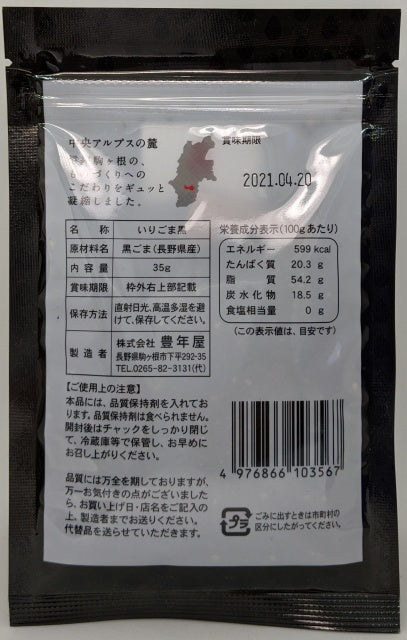 中央アルプスの麓
信州駒ヶ根の、
ものづくりへの
こだわりをギュッと
凝縮しました。
賞味期限
2021.04.20
名　称 いりごま黒
原材料名 黒ごま(長野県産)
内容量 35g
賞味期限 枠外右上部記載
保存方法 直射日光、高温多湿を避
けて、保存してください。
製造者 株式会社 豊年屋
長野県駒ヶ根市下平292-35
TEL.0265-82-3131(代)
栄養成分表示(100gあたり)
エネルギー 599 kcal
たんぱく質 20.3 g
脂　質 54.2 g
炭水化物 18.5 g
食塩相当量 0 g
(この表示値は、目安です)
【ご使用上の注意】
本品には、品質保持剤を入れてお
ります。品質保持剤は食べられません。
開封後はチャックをしっかり閉じ
て、冷蔵庫等で保管し、お早めに
お召し上がりください。
品質には万全を期しておりますが、
万一お気付きの点がございました
ら、お買い上げ日・店名をご記入の
上、製造者までお送りください。
代替品を送らせていただきます。
4 976866 103567
プラ
ごみに出すときは市町村の
区分にしたがってください。